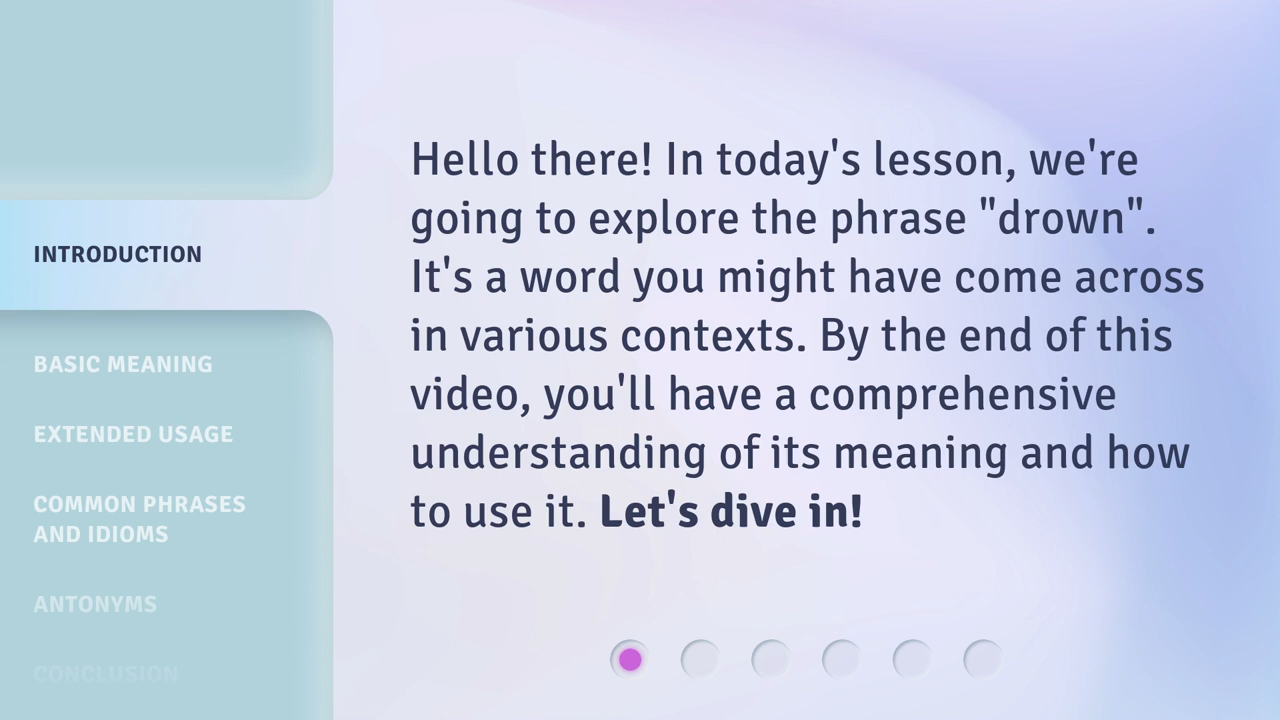 INTRODUCTION
BASIC MEANING
EXTENDED USAGE
COMMON PHRASES
AND IDIOMS
ANTONYMS
CONCLUSION
Hello there! In today's lesson, we're
going to explore the phrase "drown".
It's a word you might have come across
in various contexts. By the end of this
video, you'll have a comprehensive
understanding of its meaning and how
to use it. Let's dive in!